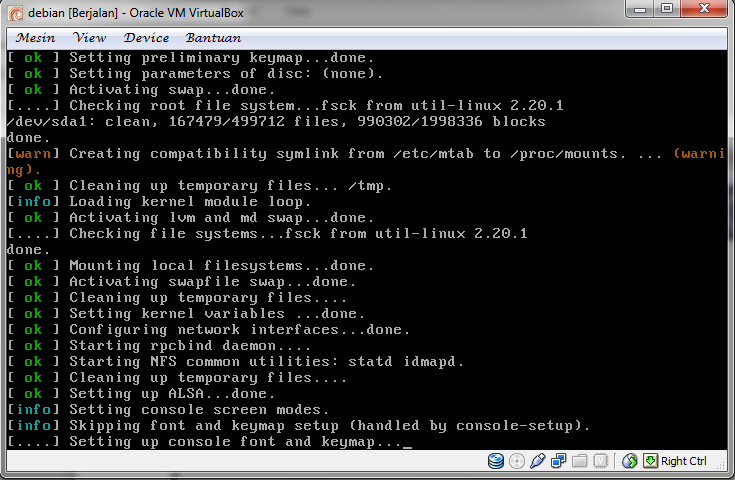 debian [Berjalan] - Oracle VM VirtualBox
Mesin View Device Bantuan
[ ok ] Setting preliminary keymap...done.
[ ok ] Setting parameters of disc: (none).
[ ok ] Activating swap...done.
[....] Checking root file system...fsck from util-linux 2.20.1
/dev/sda1: clean, 167479/499712 files, 990302/1998336 blocks
done.
[warn] Creating compatibility symlink from /etc/mtab to /proc/mounts. ... (warni
ng).
[ ok ] Cleaning up temporary files... /tmp.
[info] Loading kernel module loop.
[ ok ] Activating lvm and md swap...done.
[....] Checking file systems...fsck from util-linux 2.20.1
done.
[ ok ] Mounting local filesystems...done.
[ ok ] Activating swapfile swap...done.
[ ok ] Cleaning up temporary files....
[ ok ] Setting kernel variables ...done.
[ ok ] Configuring network interfaces...done.
[ ok ] Starting rpcbind daemon....
[ ok ] Starting NFS common utilities: statd idmapd.
[ ok ] Cleaning up temporary files....
[ ok ] Setting up ALSA...done.
[info] Setting console screen modes.
[info] Skipping font and keymap setup (handled by console-setup).
[....] Setting up console font and keymap..._
Right Ctrl